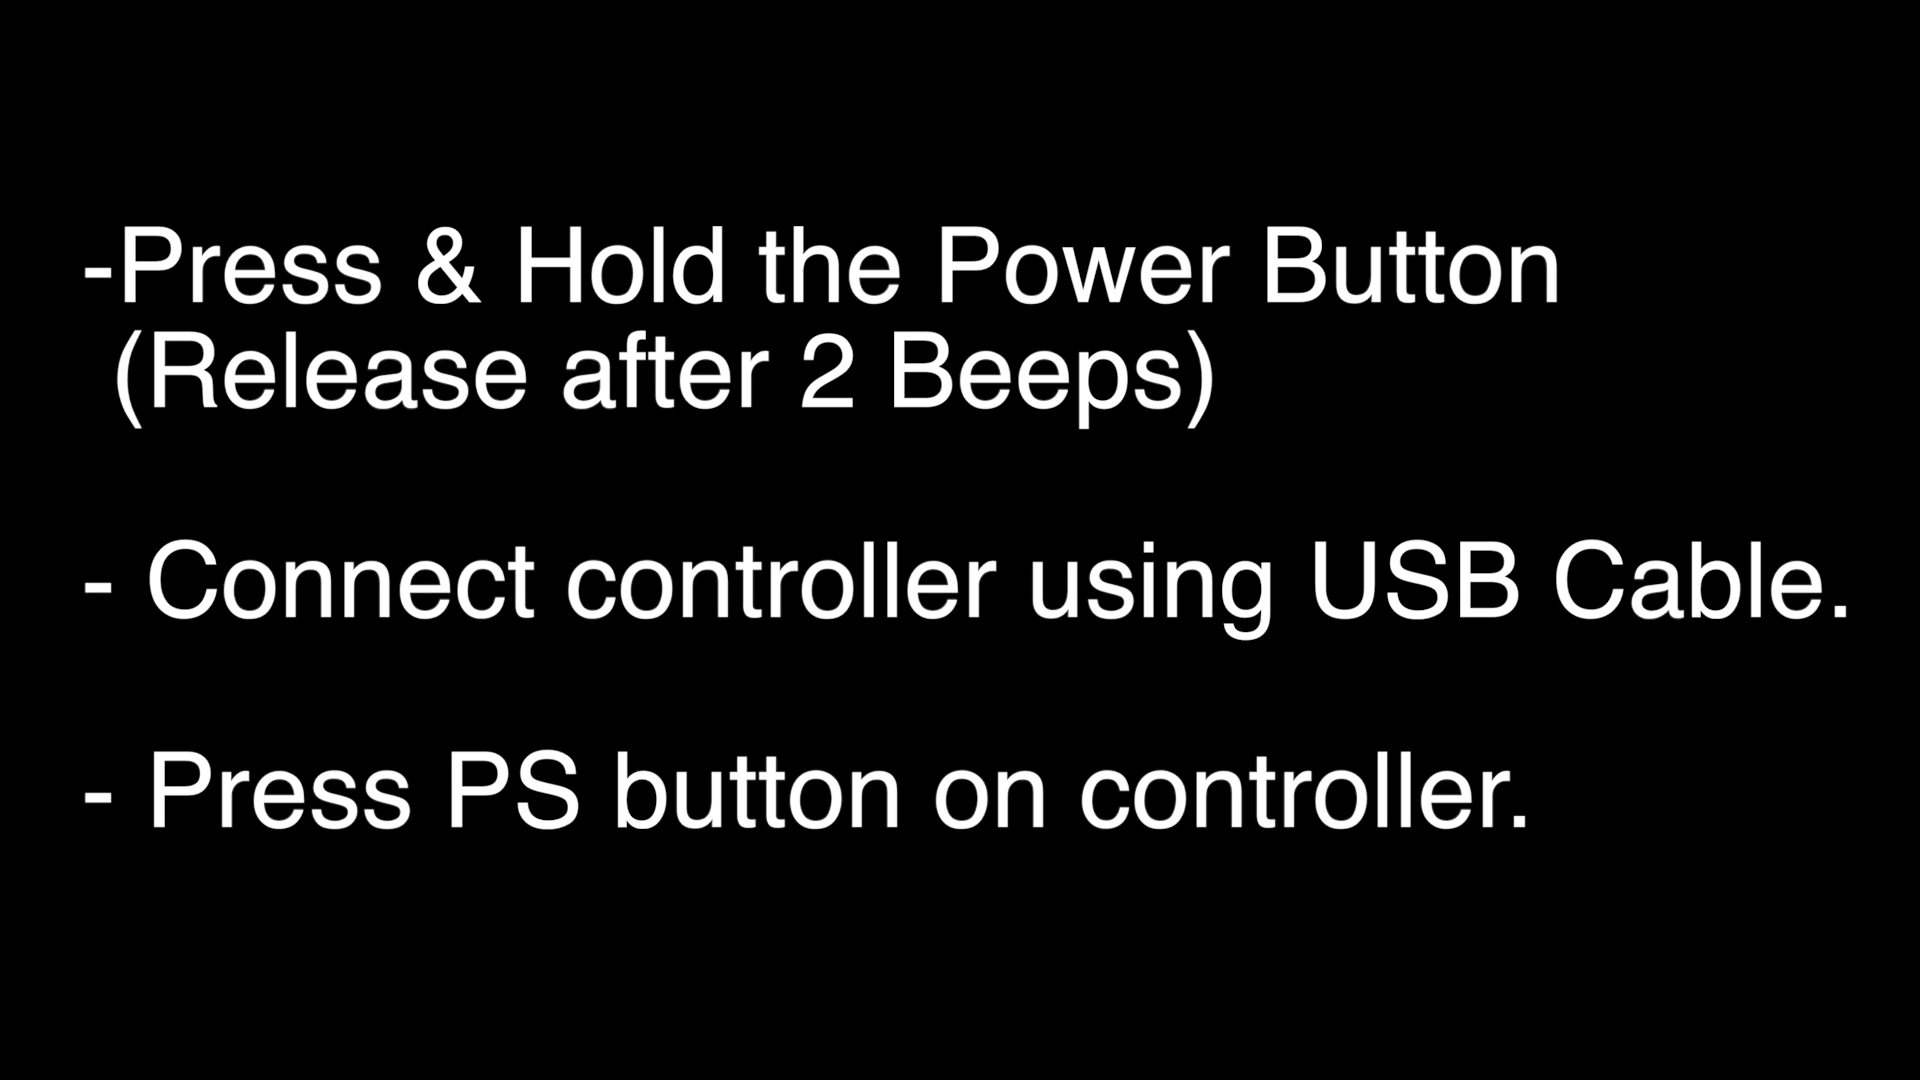 -Press & Hold the Power Button
(Release after 2 Beeps)
- Connect controller using USB Cable.
- Press PS button on controller.